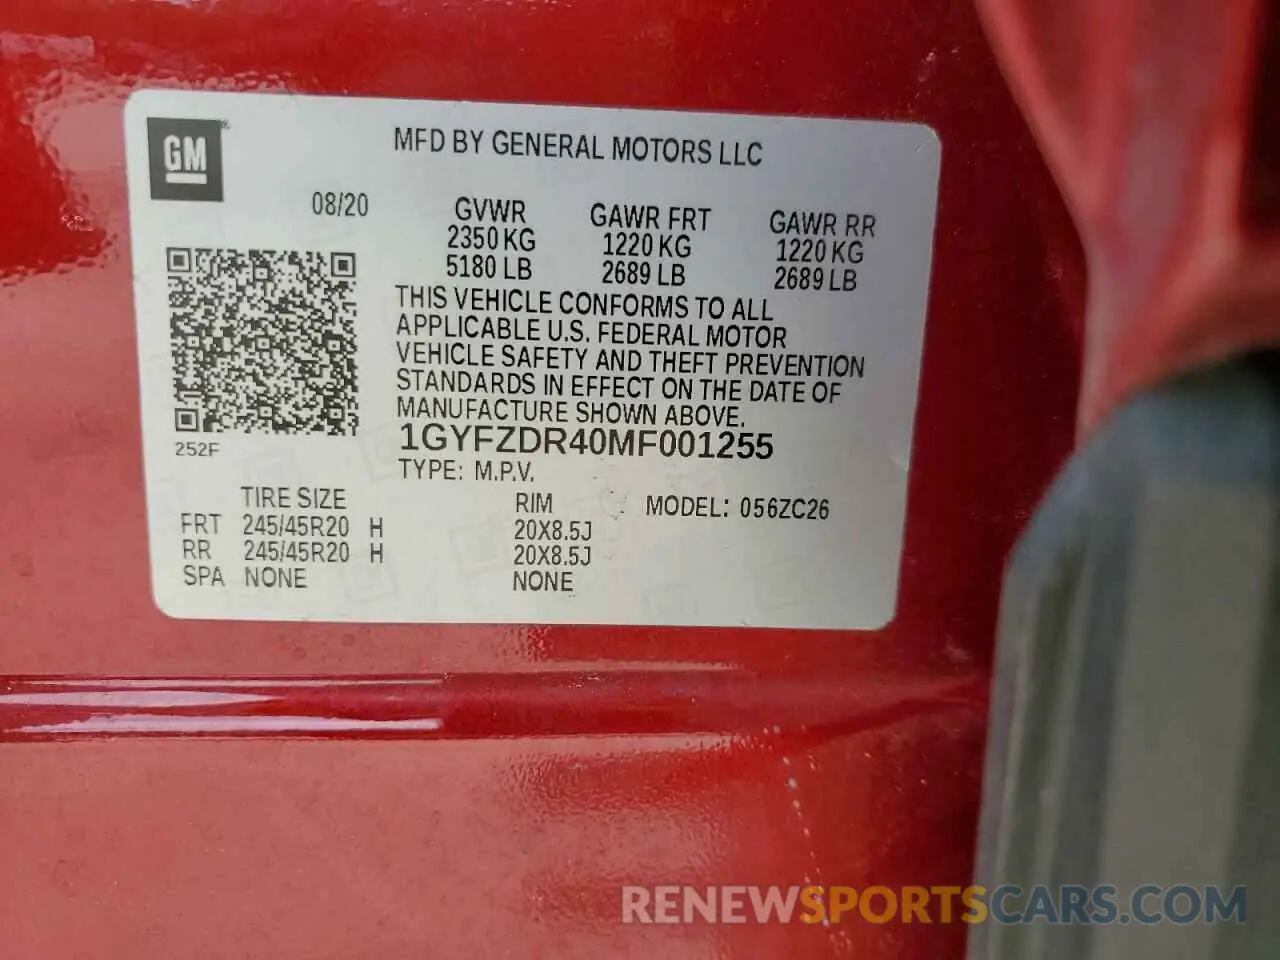 GM®
MFD BY GENERAL MOTORS LLC
08/20
GVWR GAWR FRT GAWR RR
2350 KG 1220 KG 1220 KG
5180 LB 2689 LB 2689 LB
THIS VEHICLE CONFORMS TO ALL
APPLICABLE U.S. FEDERAL MOTOR
VEHICLE SAFETY AND THEFT PREVENTION
STANDARDS IN EFFECT ON THE DATE OF
MANUFACTURE SHOWN ABOVE.
252F
1GYFZDR40MF001255
TYPE: M.P.V.
TIRE SIZE RIM MODEL: 056ZC26
FRT 245/45R20 H 20X8.5J
RR 245/45R20 H 20X8.5J
SPA NONE NONE
RENEWSPORTSCARS.COM